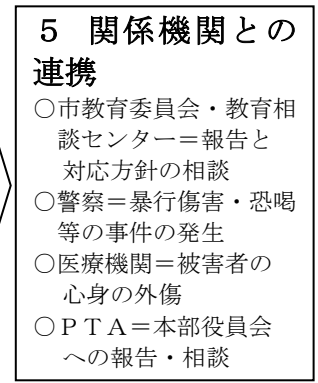 ５　関係機関との
連携
○市教育委員会・教育相
談センター＝報告と
対応方針の相談
○警察＝暴行傷害・恐喝
等の事件の発生
○医療機関＝被害者の
心身の外傷
○ＰＴＡ＝本部役員会
への報告・相談